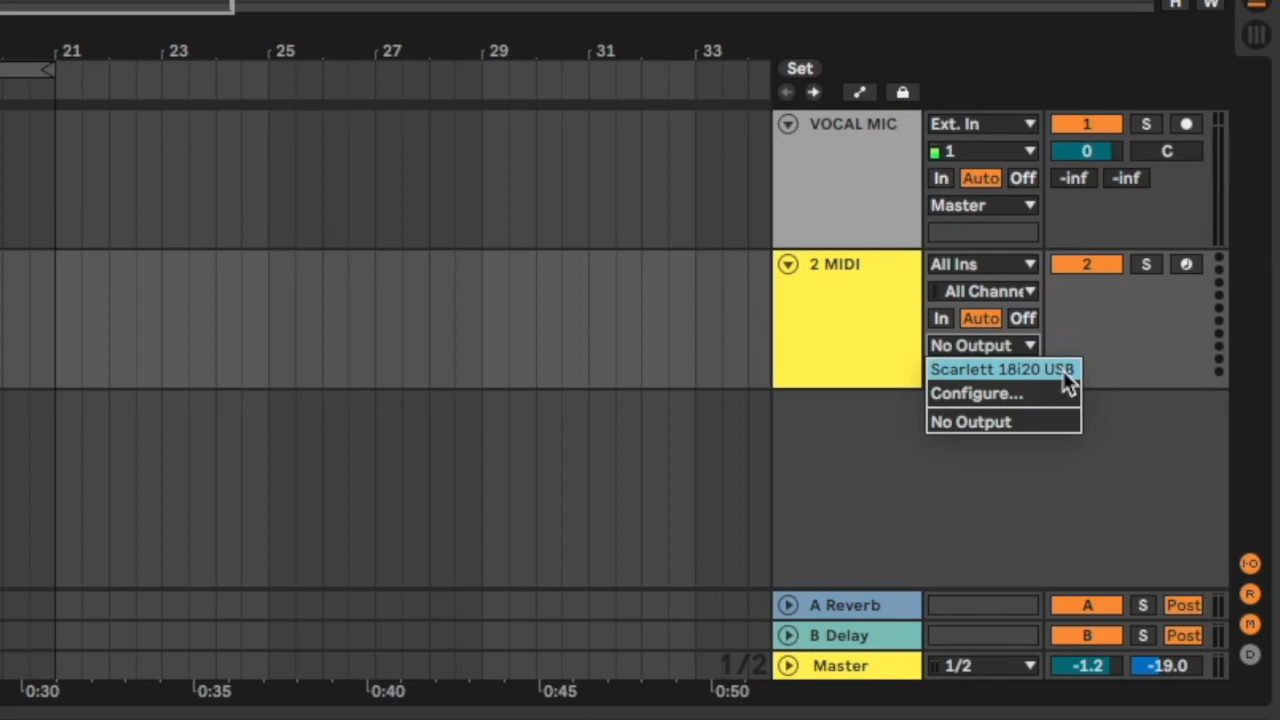 H W
21 23 25 27 29 31 33
Set
VOCAL MIC Ext. In 1 S
1 0 C
In Auto Off -inf -inf
Master
2 MIDI All Ins 2 S
All Channe
In Auto Off
No Output
Scarlett 18i20 USB
Configure...
No Output
I·O
A Reverb A S Post R
M
B Delay B S Post
D
1/2 Master 1/2 -1.2 -19.0
0:30 0:35 0:40 0:45 0:50